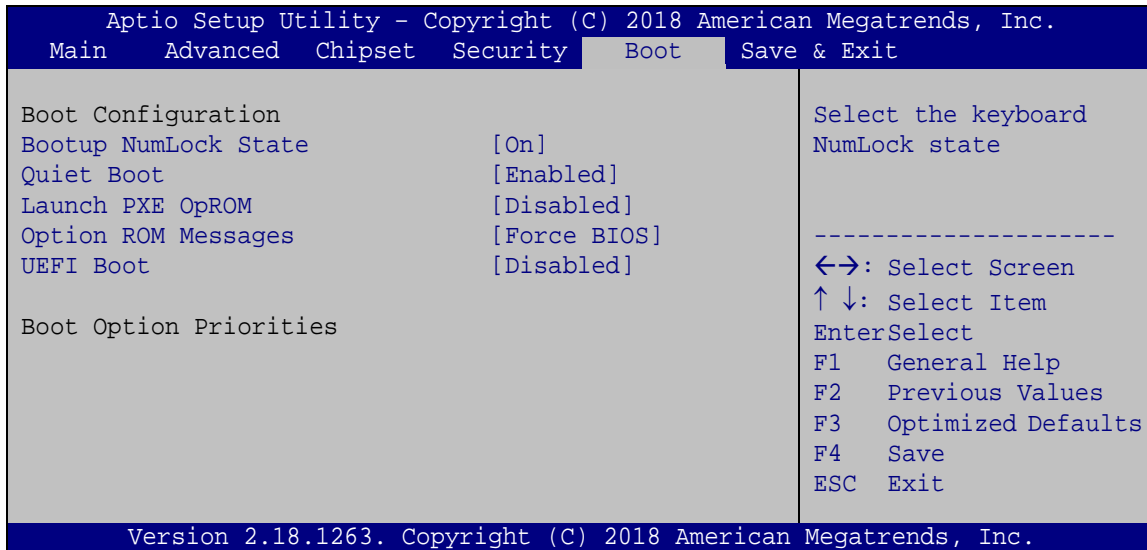 Aptio Setup Utility – Copyright (C) 2018 American Megatrends, Inc.
Main Advanced Chipset Security Boot Save & Exit
Boot Configuration
Bootup NumLock State [On]
Quiet Boot [Enabled]
Launch PXE OpROM [Disabled]
Option ROM Messages [Force BIOS]
UEFI Boot [Disabled]
Boot Option Priorities
Select the keyboard
NumLock state
---------------------
←→: Select Screen
↑ ↓: Select Item
EnterSelect
F1 General Help
F2 Previous Values
F3 Optimized Defaults
F4 Save
ESC Exit
Version 2.18.1263. Copyright (C) 2018 American Megatrends, Inc.